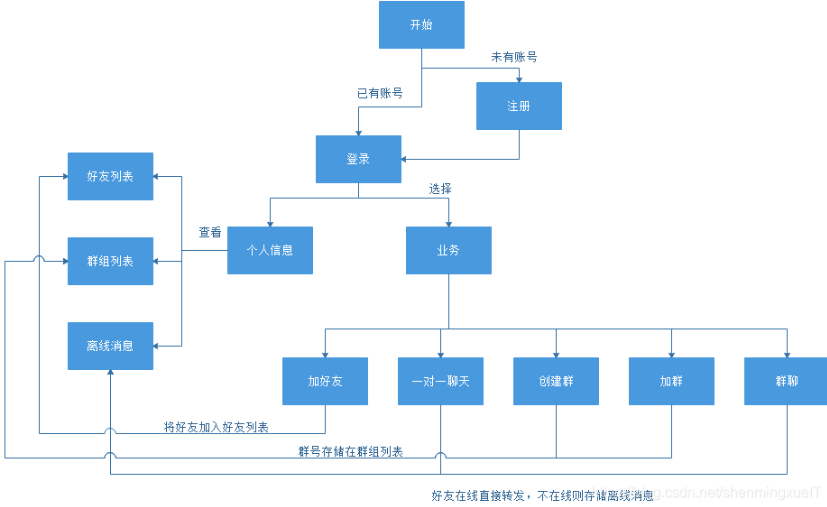 开始
未有账号
已有账号
注册
登录
选择
好友列表
查看
个人信息
业务
群组列表
离线消息
加好友
一对一聊天
创建群
加群
群聊
将好友加入好友列表
群号存储在群组列表
好友在线直接转发，不在线则存储离线消息
csdn.net/shenmingxueIT